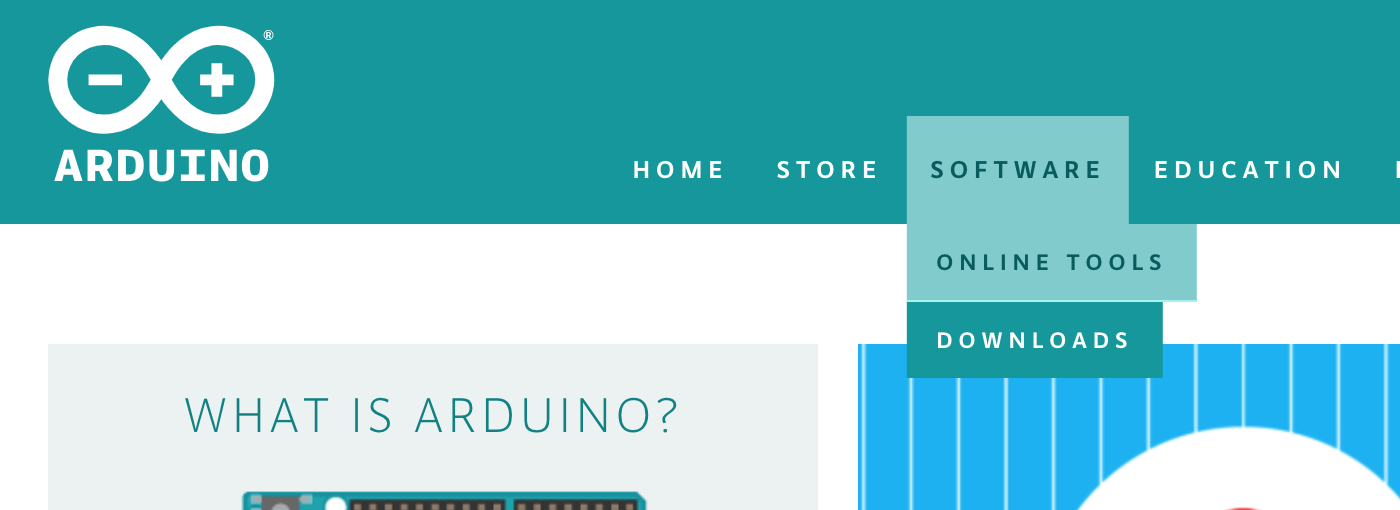 ®
ARDUINO
HOME STORE SOFTWARE EDUCATION
ONLINE TOOLS
DOWNLOADS
WHAT IS ARDUINO?